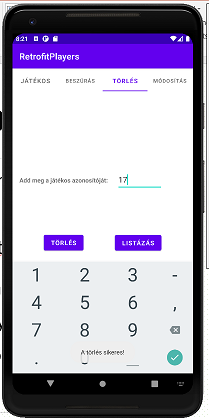 8:21
RetrofitPlayers
JÁTÉKOS BESZÚRÁS TÖRLÉS MÓDOSÍTÁS
Add meg a játékos azonosítóját: 17
TÖRLÉS LISTÁZÁS
1 2 3 -
4 5 6 ,
7 8 9
. 0 _
A törlés sikeres!